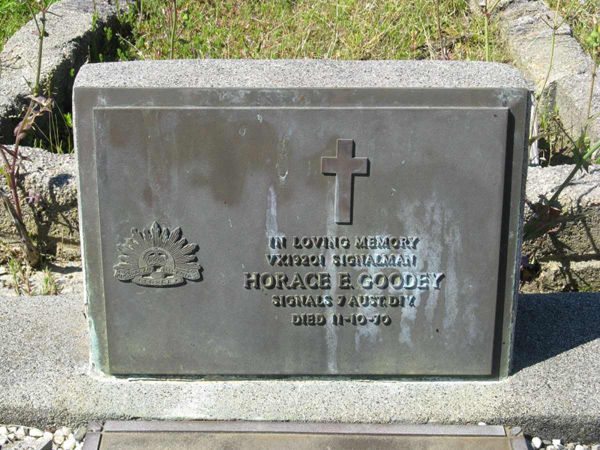 IN LOVING MEMORY
VX19201 SIGNALMAN
HORACE E. GOODEY
SIGNALS 7 AUST. DIV
DIED 11-10-70